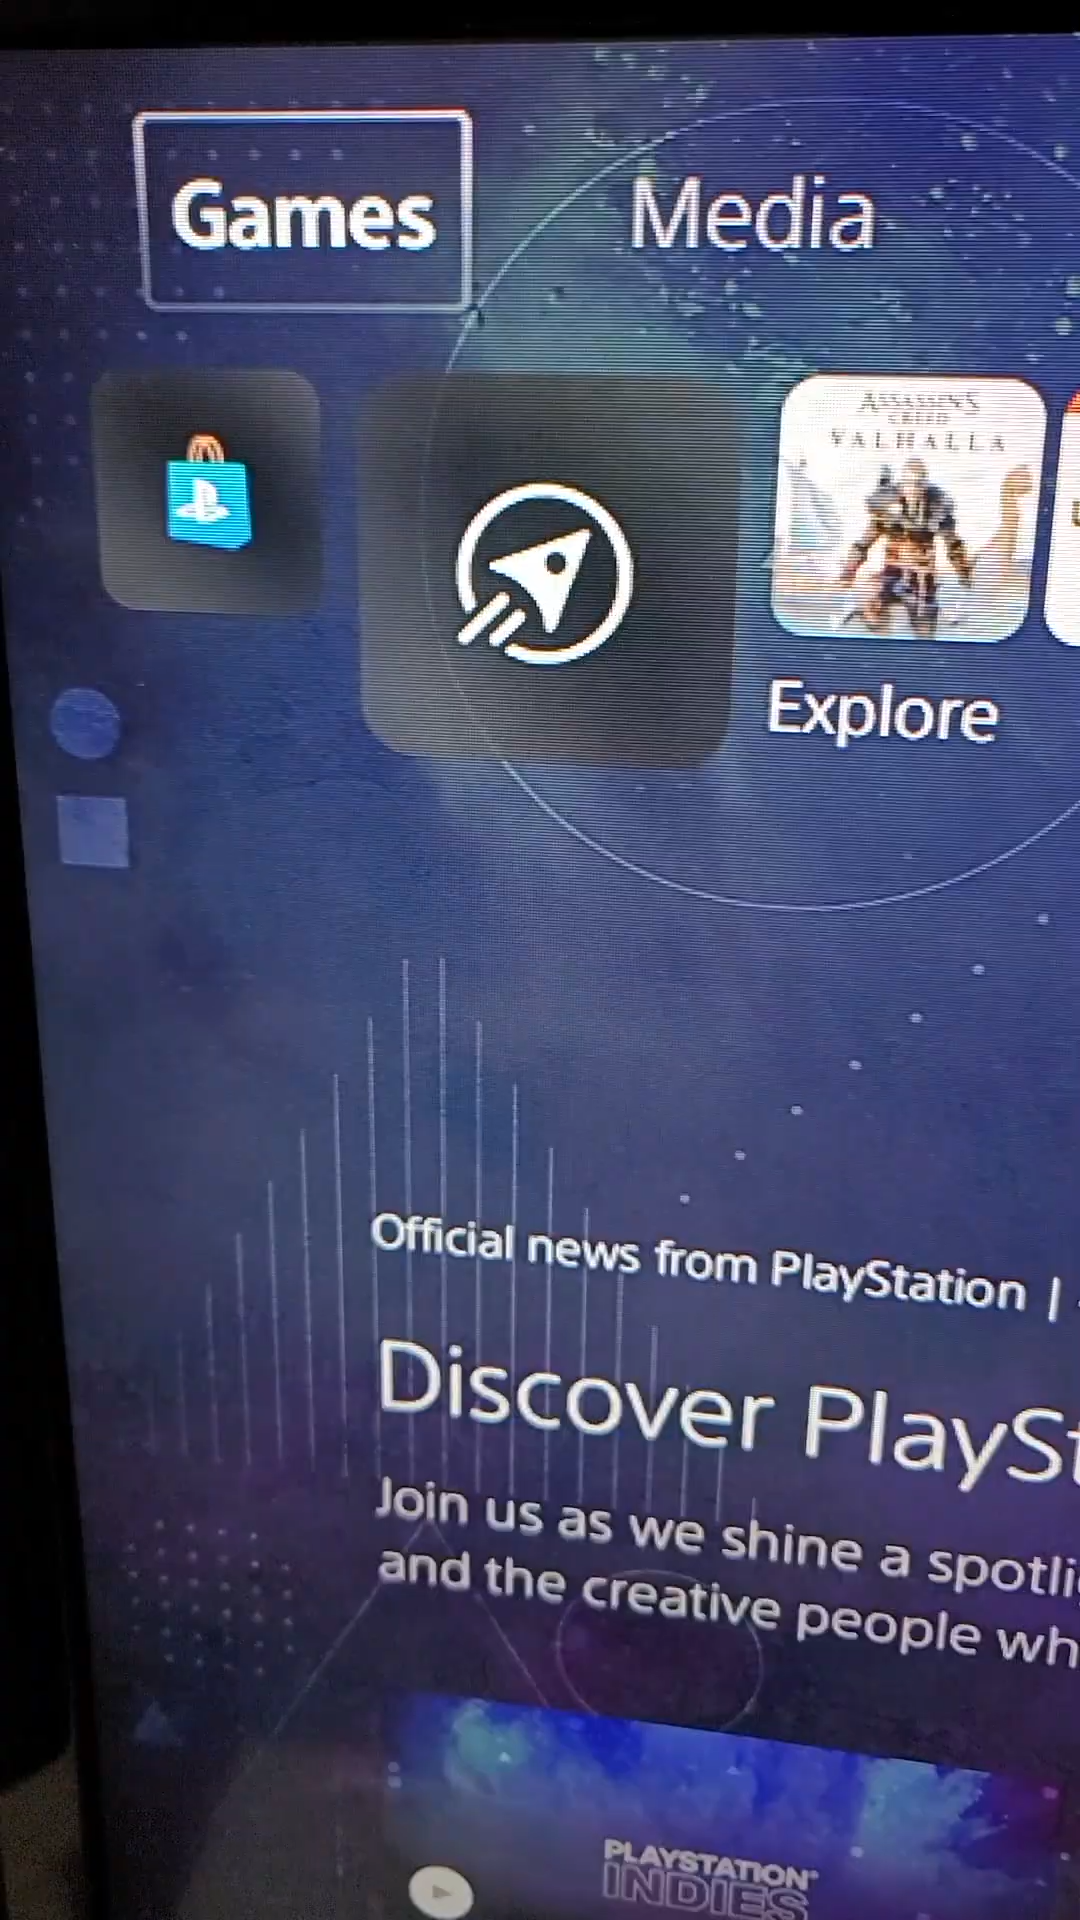 Games
Media
ASSASSIN'S
CREED
VALHALLA
Explore
Official news from PlayStation |
Discover PlaySt
Join us as we shine a spotli
and the creative people wh
PLAYSTATION
INDIES